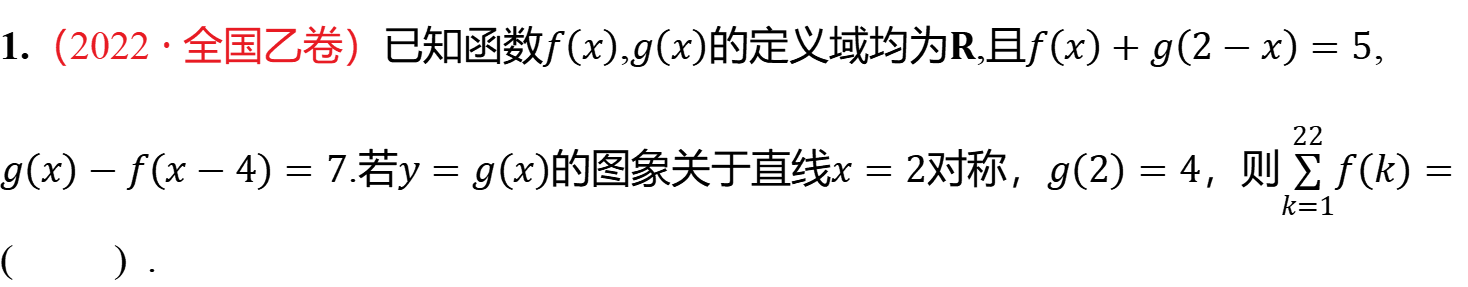 1.（2022·全国乙卷）已知函数f(x),g(x)的定义域均为R,且f(x) + g(2 − x) = 5,
g(x) − f(x − 4) = 7.若y = g(x)的图象关于直线x = 2对称，g(2) = 4，则 \sum_{k=1}^{22} f(k) =
(　　) .